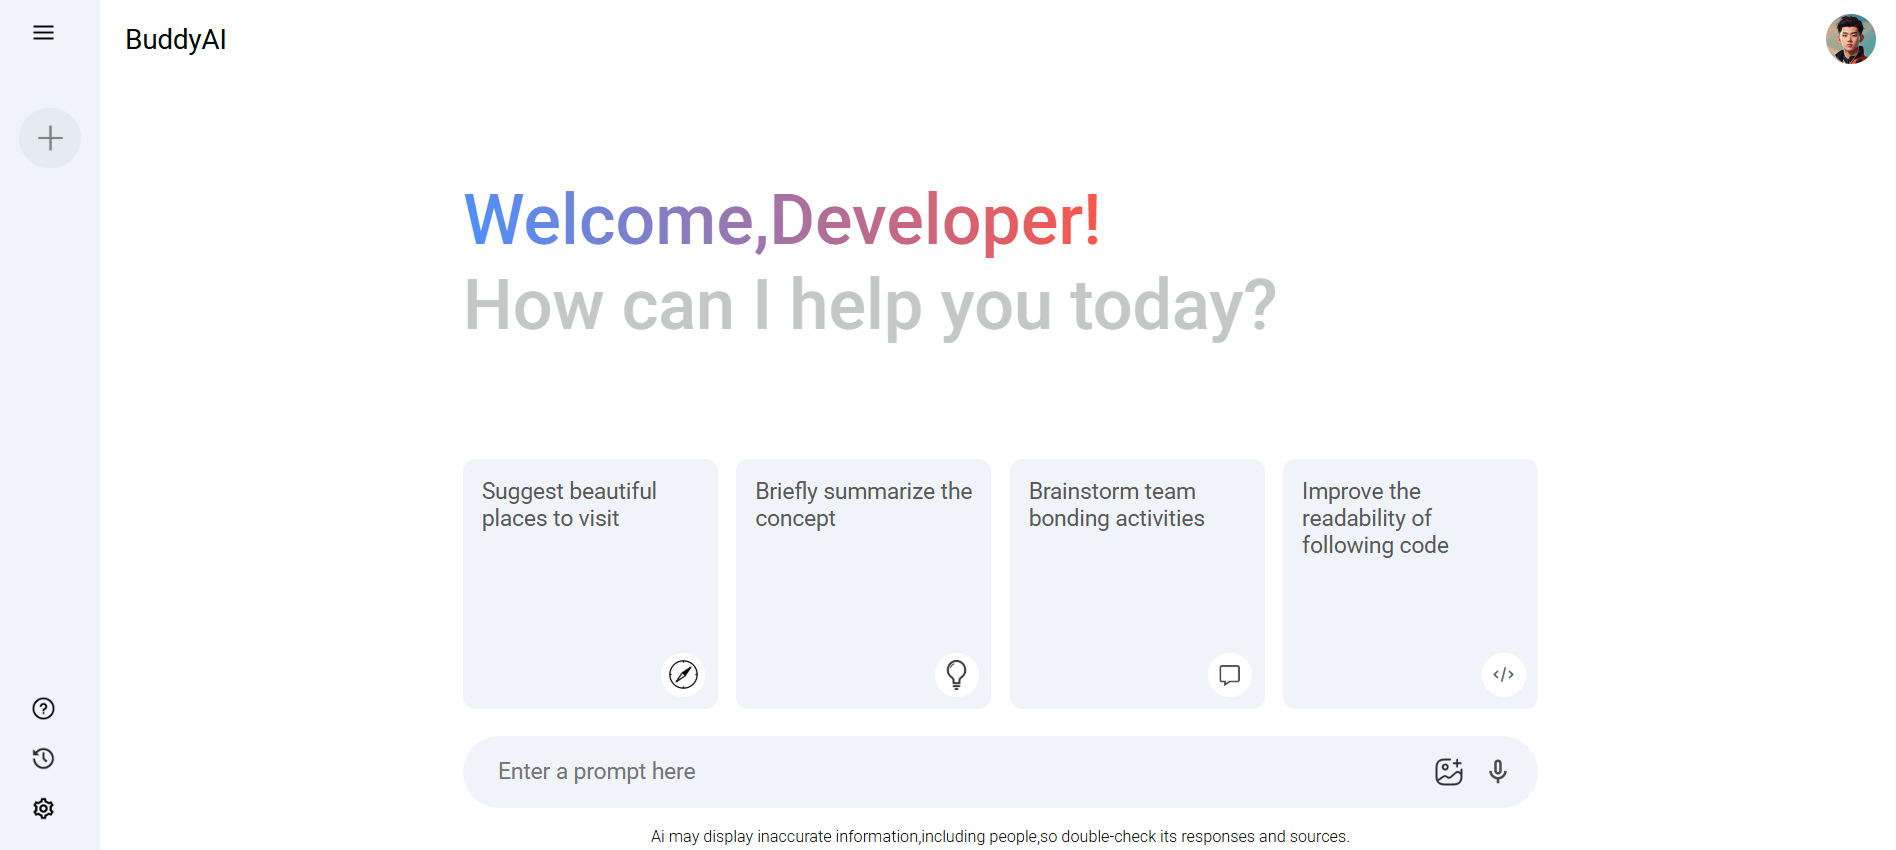 BuddyAI
Welcome,Developer!
How can I help you today?
Suggest beautiful
places to visit
Briefly summarize the
concept
Brainstorm team
bonding activities
Improve the
readability of
following code
Enter a prompt here
Ai may display inaccurate information,including people,so double-check its responses and sources.